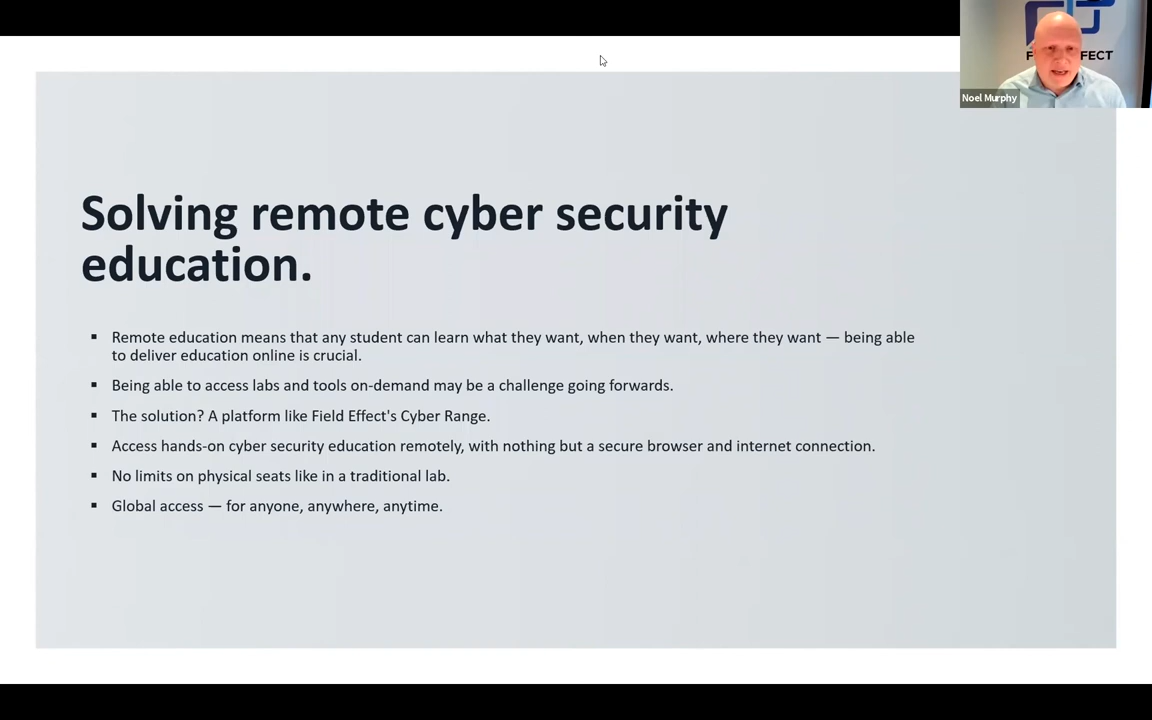 F
FECT
Noel Murphy
Solving remote cyber security
education.
▪ Remote education means that any student can learn what they want, when they want, where they want — being able
to deliver education online is crucial.
▪ Being able to access labs and tools on-demand may be a challenge going forwards.
▪ The solution? A platform like Field Effect's Cyber Range.
▪ Access hands-on cyber security education remotely, with nothing but a secure browser and internet connection.
▪ No limits on physical seats like in a traditional lab.
▪ Global access — for anyone, anywhere, anytime.